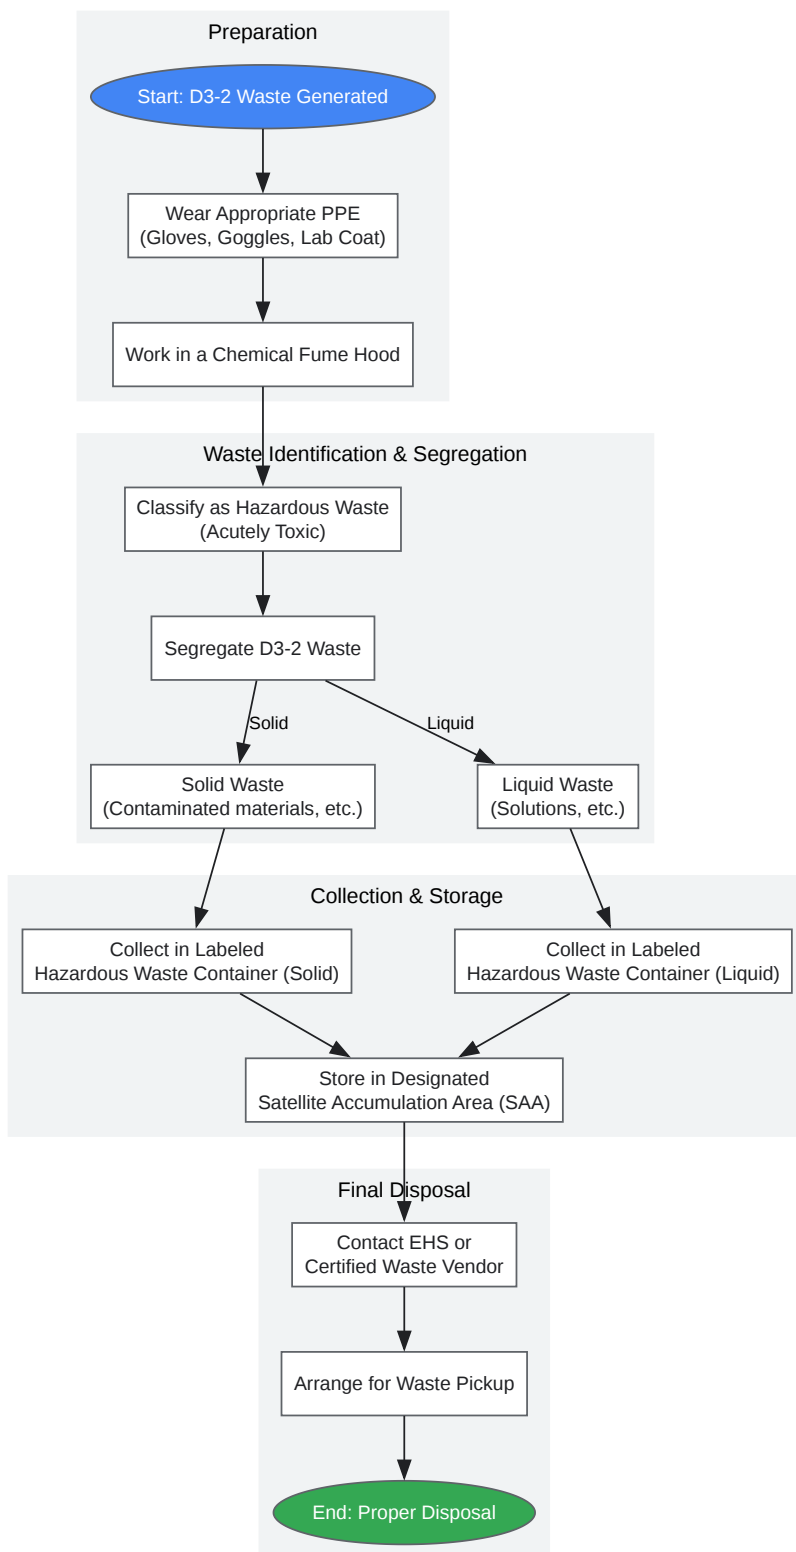 Preparation
Start: D3-2 Waste Generated
Wear Appropriate PPE
(Gloves, Goggles, Lab Coat)
Work in a Chemical Fume Hood
Waste Identification & Segregation
Classify as Hazardous Waste
(Acutely Toxic)
Segregate D3-2 Waste
Solid
Liquid
Solid Waste
(Contaminated materials, etc.)
Liquid Waste
(Solutions, etc.)
Collection & Storage
Collect in Labeled
Hazardous Waste Container (Solid)
Collect in Labeled
Hazardous Waste Container (Liquid)
Store in Designated
Satellite Accumulation Area (SAA)
Final Disposal
Contact EHS or
Certified Waste Vendor
Arrange for Waste Pickup
End: Proper Disposal